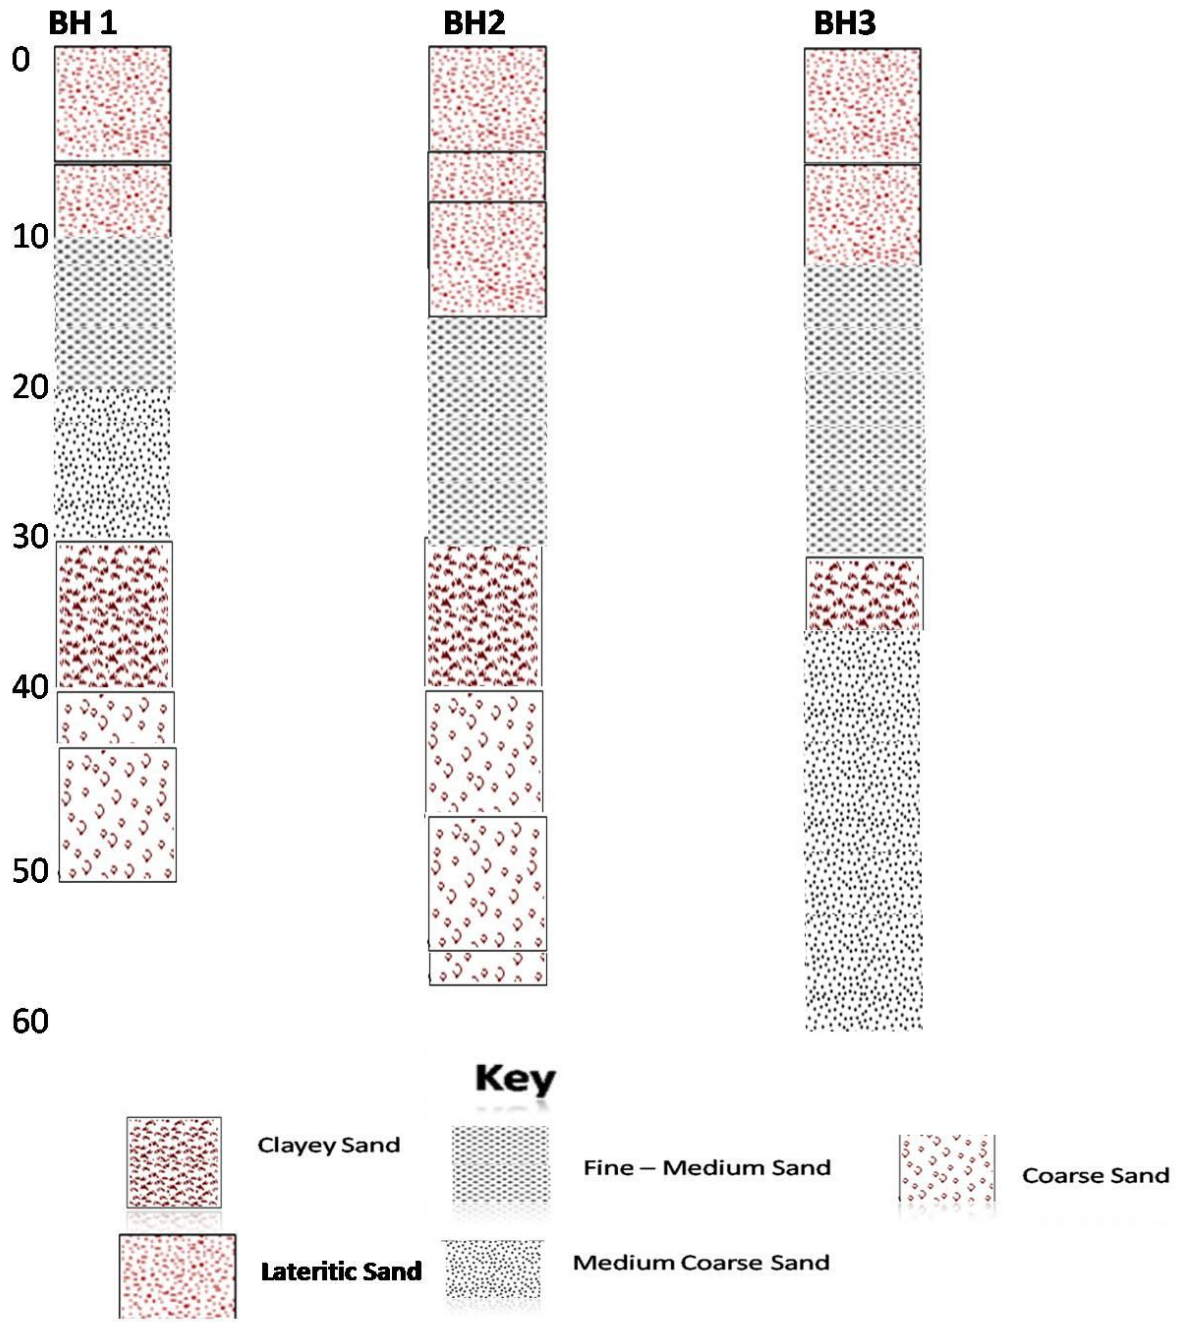 BH 1 BH2 BH3
0
10
20
30
40
50
60
Key
Clayey Sand
Fine – Medium Sand
Coarse Sand
Lateritic Sand
Medium Coarse Sand